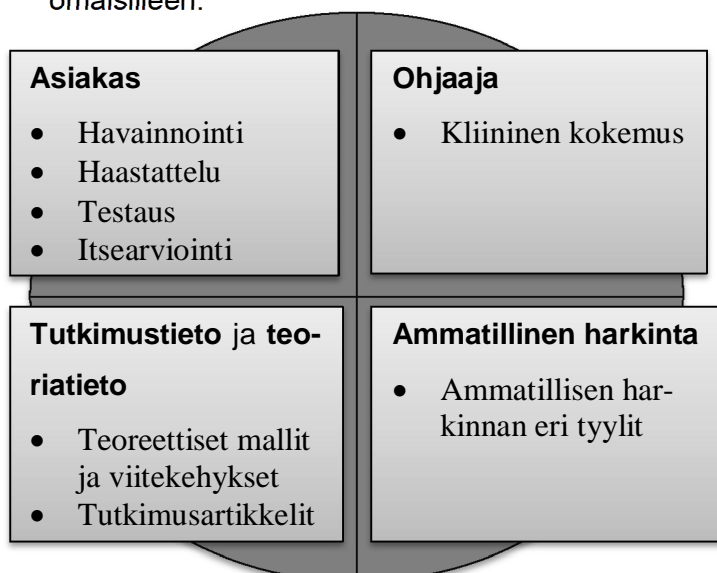 omaisilleen.
Asiakas
• Havainnointi
• Haastattelu
• Testaus
• Itsearviointi
Ohjaaja
• Kliininen kokemus
Tutkimustieto ja teo-
riatieto
• Teoreettiset mallit
ja viitekehykset
• Tutkimusartikkelit
Ammatillinen harkinta
• Ammatillisen har-
kinnan eri tyylit